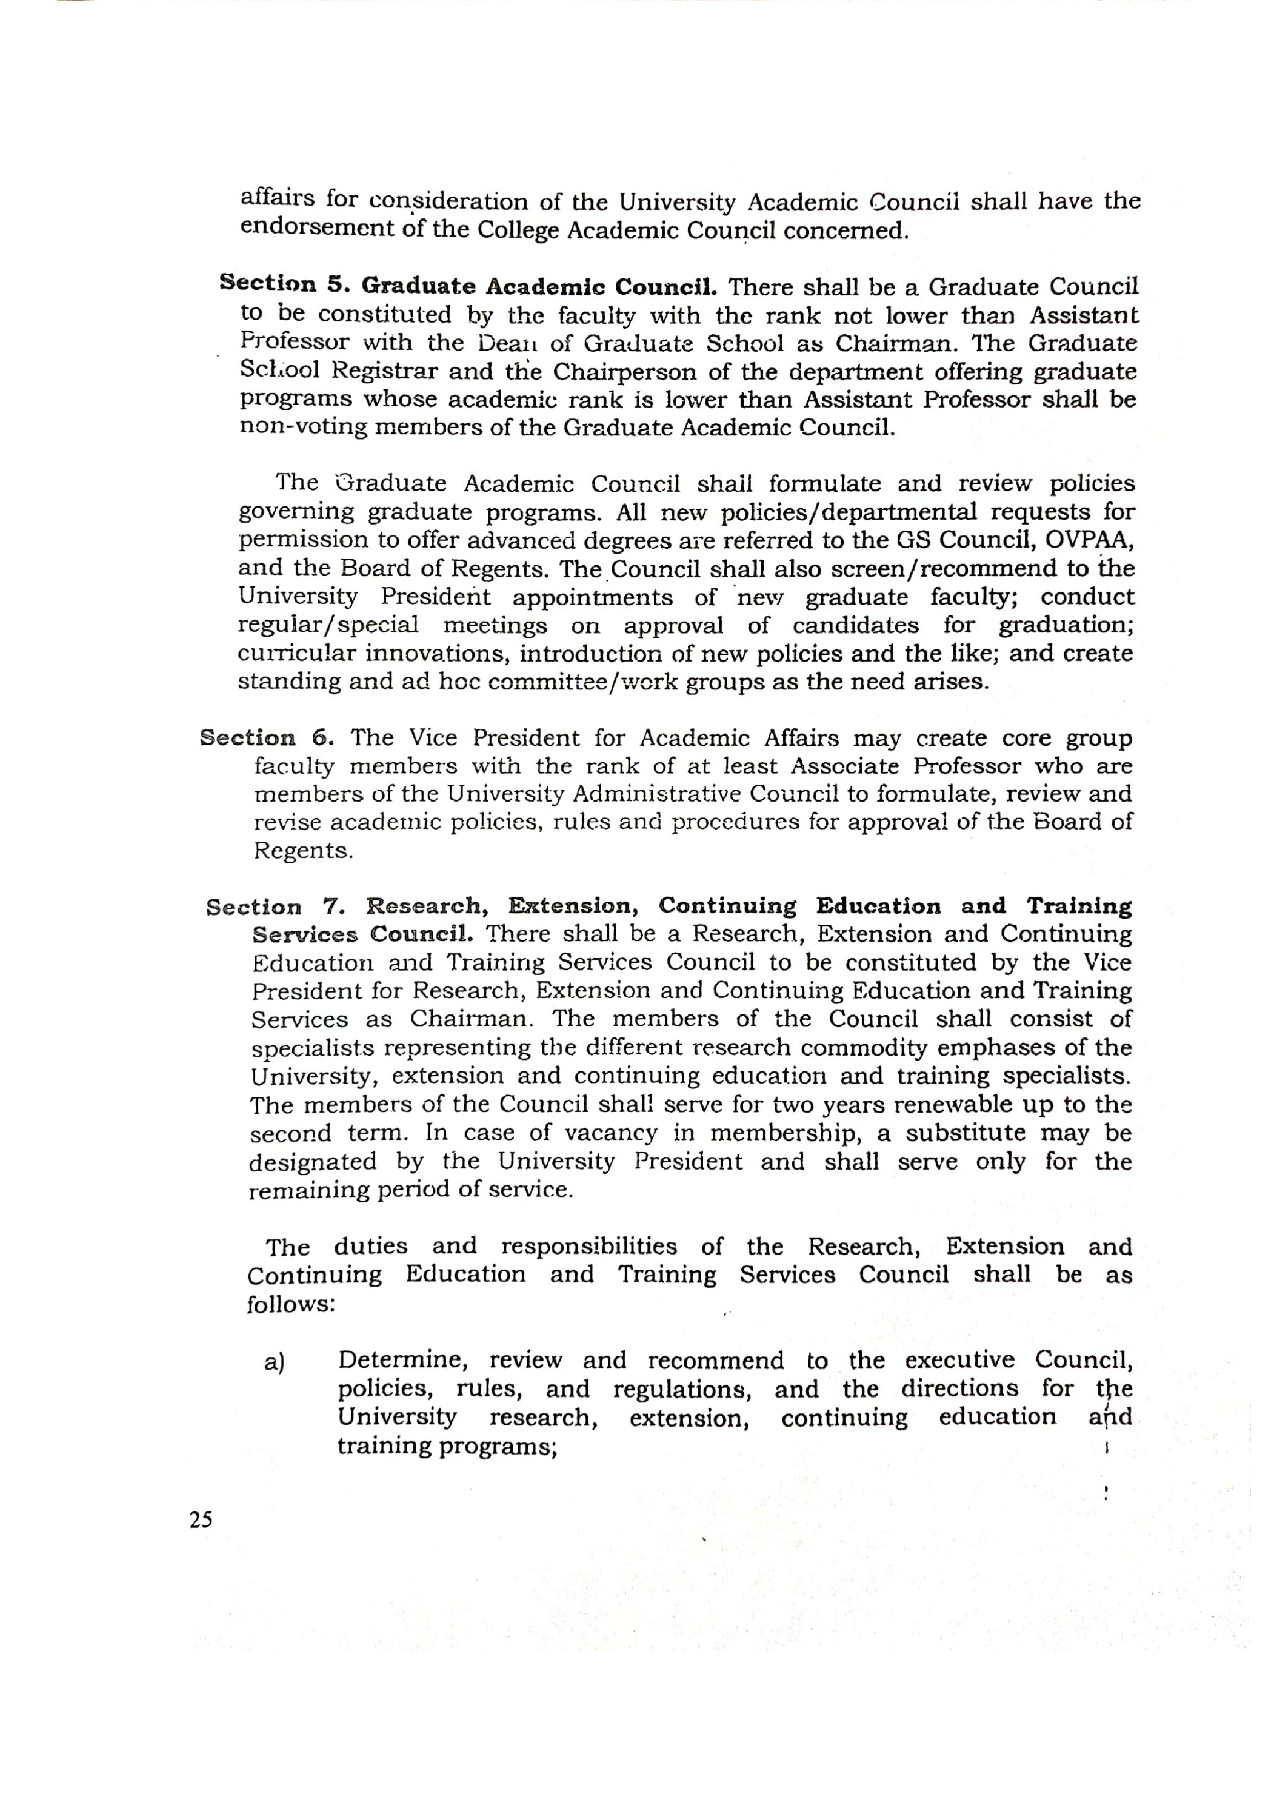 affairs for consideration of the University Academic Council shall have the
endorsement of the College Academic Council concerned.
Section 5. Graduate Academic Council. There shall be a Graduate Council
to be constituted by the faculty with the rank not lower than Assistant
Professor with the Dean of Graduate School as Chairman. The Graduate
School Registrar and the Chairperson of the department offering graduate
programs whose academic rank is lower than Assistant Professor shall be
non-voting members of the Graduate Academic Council.
The Graduate Academic Council shall formulate and review policies
governing graduate programs. All new policies/departmental requests for
permission to offer advanced degrees are referred to the GS Council, OVPAA,
and the Board of Regents. The Council shall also screen/recommend to the
University President appointments of new graduate faculty; conduct
regular/special meetings on approval of candidates for graduation;
curricular innovations, introduction of new policies and the like; and create
standing and ad hoc committee/work groups as the need arises.
Section 6. The Vice President for Academic Affairs may create core group
faculty members with the rank of at least Associate Professor who are
members of the University Administrative Council to formulate, review and
revise academic policies, rules and procedures for approval of the Board of
Regents.
Section 7. Research, Extension, Continuing Education and Training
Services Council. There shall be a Research, Extension and Continuing
Education and Training Services Council to be constituted by the Vice
President for Research, Extension and Continuing Education and Training
Services as Chairman. The members of the Council shall consist of
specialists representing the different research commodity emphases of the
University, extension and continuing education and training specialists.
The members of the Council shall serve for two years renewable up to the
second term. In case of vacancy in membership, a substitute may be
designated by the University President and shall serve only for the
remaining period of service.
The duties and responsibilities of the Research, Extension and
Continuing Education and Training Services Council shall be as
follows:
a) Determine, review and recommend to the executive Council,
policies, rules, and regulations, and the directions for the
University research, extension, continuing education and
training programs;
25